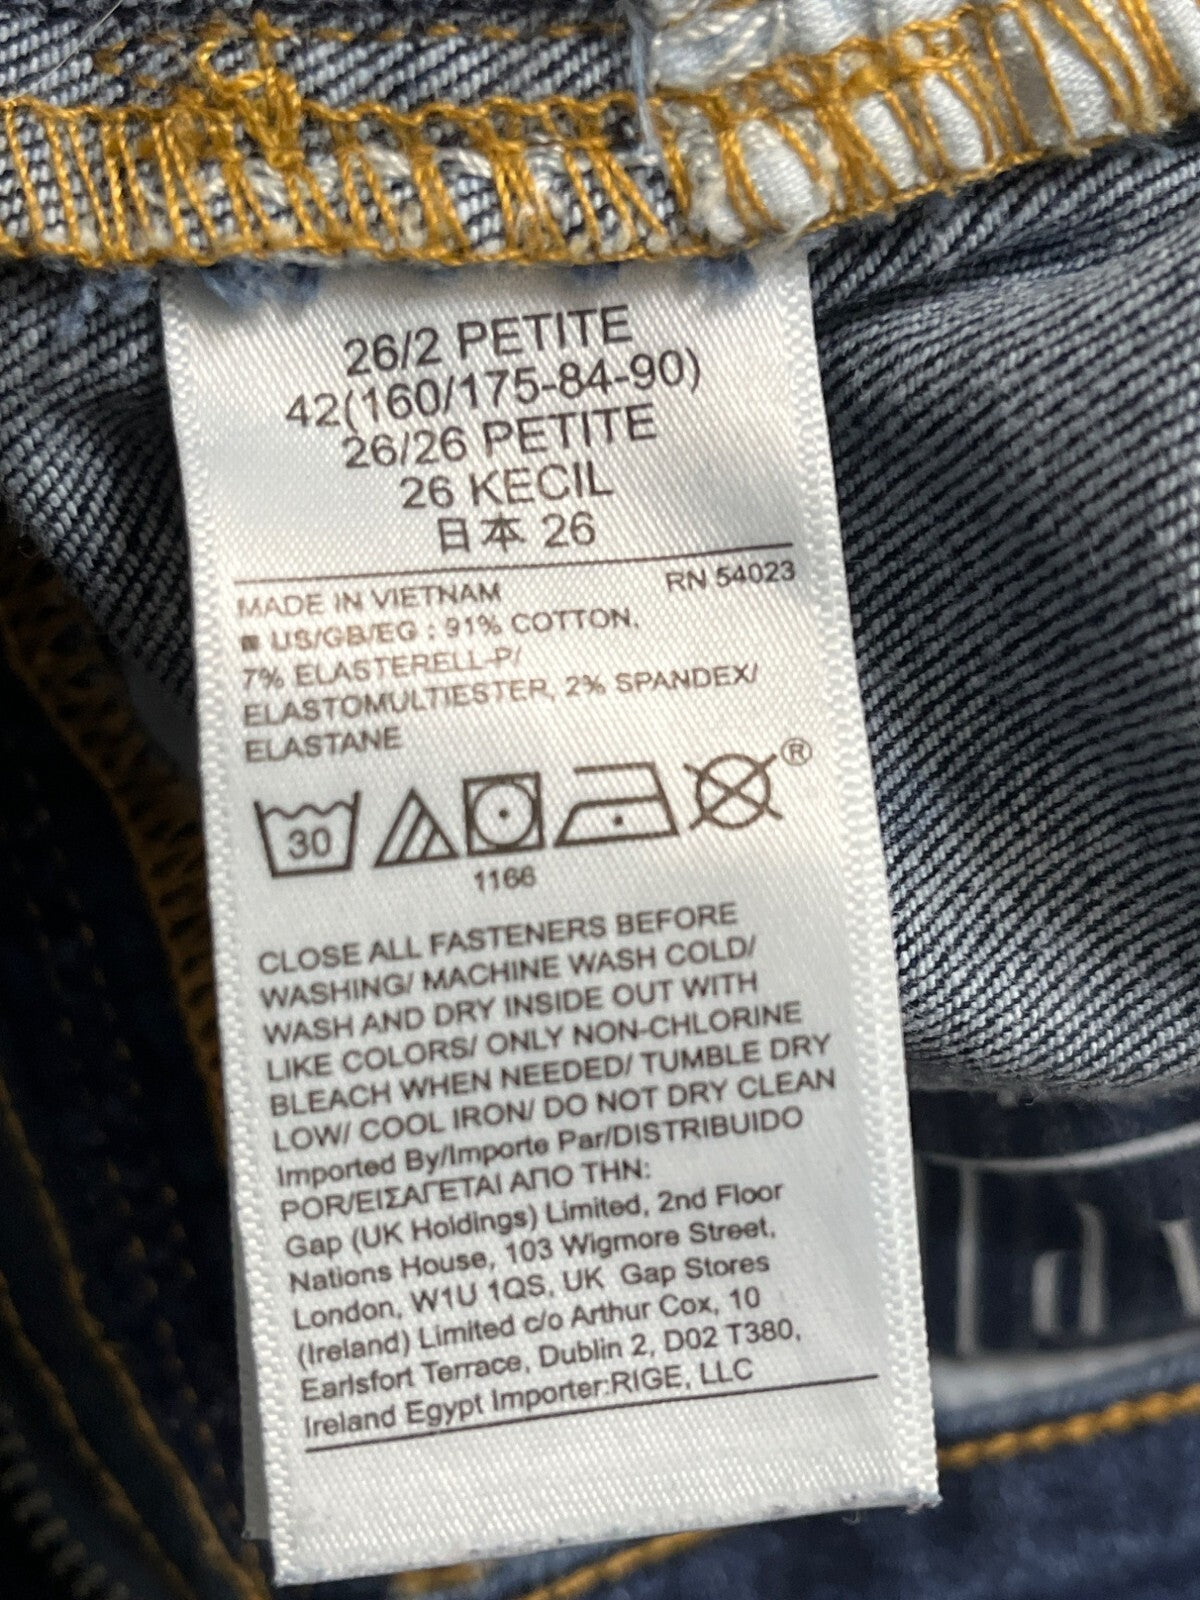 26/2 PETITE
42(160/175-84-90)
26/26 PETITE
26 KECIL
日本 26
MADE IN VIETNAM RN 54023
■ US/GB/EG : 91% COTTON,
7% ELASTERELL-P/
ELASTOMULTIESTER, 2% SPANDEX/
ELASTANE
®
30
1166
CLOSE ALL FASTENERS BEFORE
WASHING/ MACHINE WASH COLD/
WASH AND DRY INSIDE OUT WITH
LIKE COLORS/ ONLY NON-CHLORINE
BLEACH WHEN NEEDED/ TUMBLE DRY
LOW/ COOL IRON/ DO NOT DRY CLEAN
Imported By/Importe Par/DISTRIBUIDO
POR/ΕΙΣΑΓΕΤΑΙ ΑΠΟ ΤΗΝ:
Gap (UK Holdings) Limited, 2nd Floor
Nations House, 103 Wigmore Street,
London, W1U 1QS, UK Gap Stores
(Ireland) Limited c/o Arthur Cox, 10
Earlsfort Terrace, Dublin 2, D02 T380,
Ireland Egypt Importer:RIGE, LLC